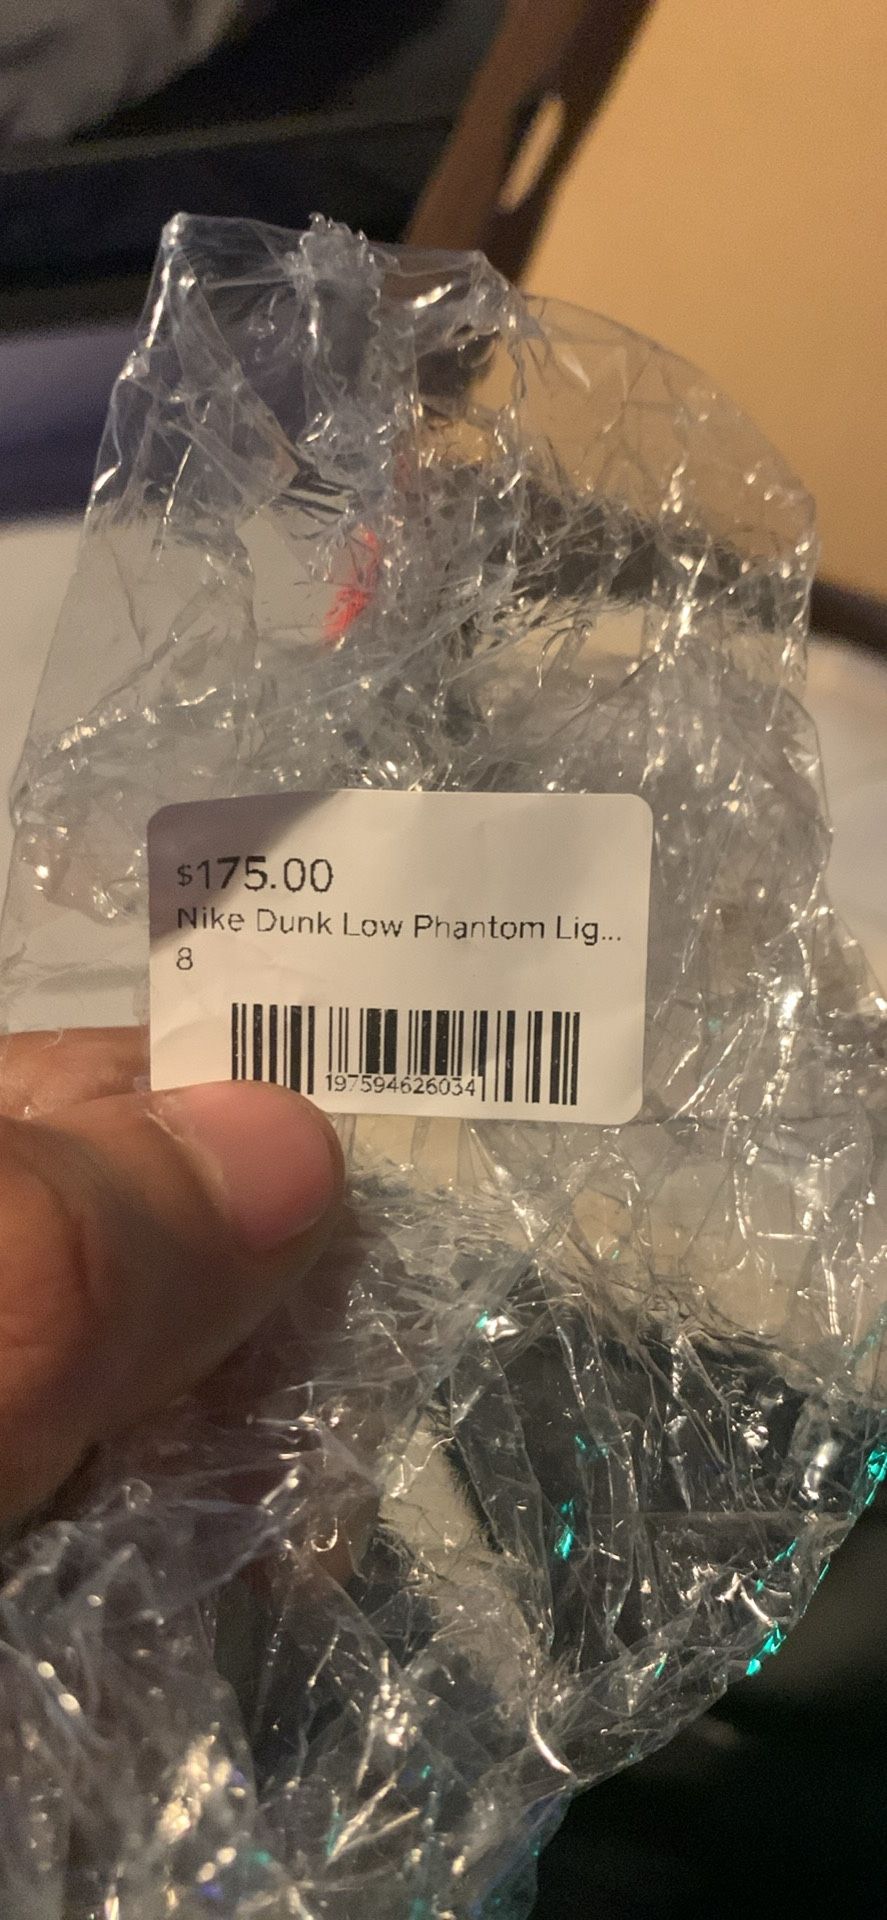 $175.00
Nike Dunk Low Phantom Lig...
8
197594626034